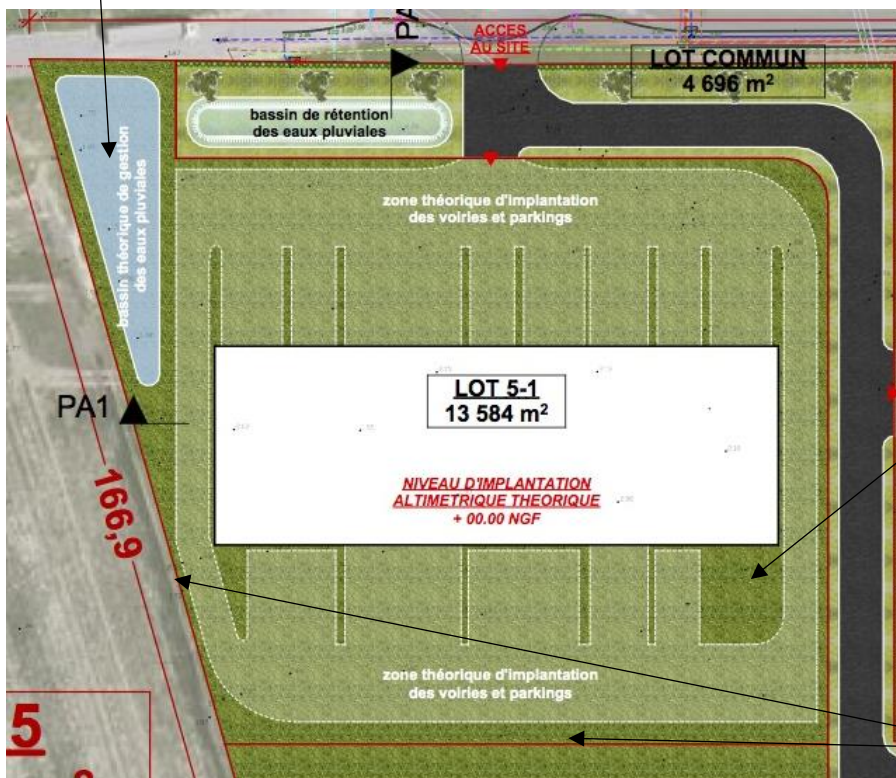 PA
ACCES
AU SITE
LOT COMMUN
4 696 m²
bassin de rétention
des eaux pluviales
bassin théorique de gestion
des eaux pluviales
zone théorique d'implantation
des voiries et parkings
LOT 5-1
13 584 m²
PA1
NIVEAU D'IMPLANTATION
ALTIMETRIQUE THEORIQUE
+ 00.00 NGF
166,9
zone théorique d'implantation
des voiries et parkings
5